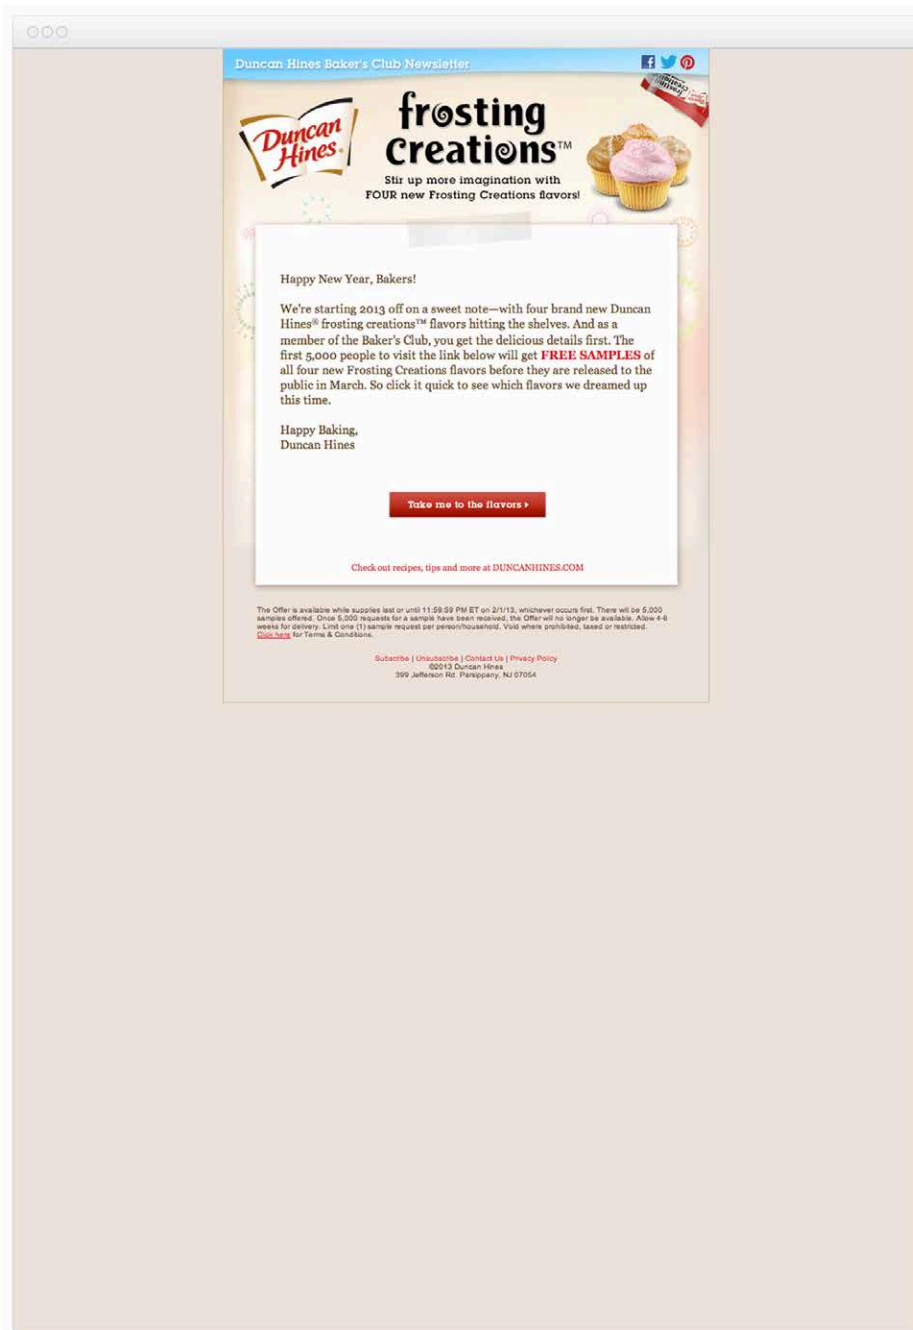 Duncan Hines Baker's Club Newsletter
Duncan
Hines
frosting
creations™
Stir up more imagination with
FOUR new Frosting Creations flavors!
Happy New Year, Bakers!
We're starting 2013 off on a sweet note—with four brand new Duncan
Hines® frosting creations™ flavors hitting the shelves. And as a
member of the Baker's Club, you get the delicious details first. The
first 5,000 people to visit the link below will get FREE SAMPLES of
all four new Frosting Creations flavors before they are released to the
public in March. So click it quick to see which flavors we dreamed up
this time.
Happy Baking,
Duncan Hines
Take me to the flavors ▸
Check out recipes, tips and more at DUNCANHINES.COM
The Offer is available while supplies last or until 11:59:59 PM ET on 2/1/13, whichever occurs first. There will be 5,000
samples offered. Once 5,000 requests for a sample have been received, the Offer will no longer be available. Allow 4-6
weeks for delivery. Limit one (1) sample request per person/household. Void where prohibited, taxed or restricted.
Click here for Terms & Conditions.
Subscribe | Unsubscribe | Contact Us | Privacy Policy
©2013 Duncan Hines
399 Jefferson Rd. Parsippany, NJ 07054